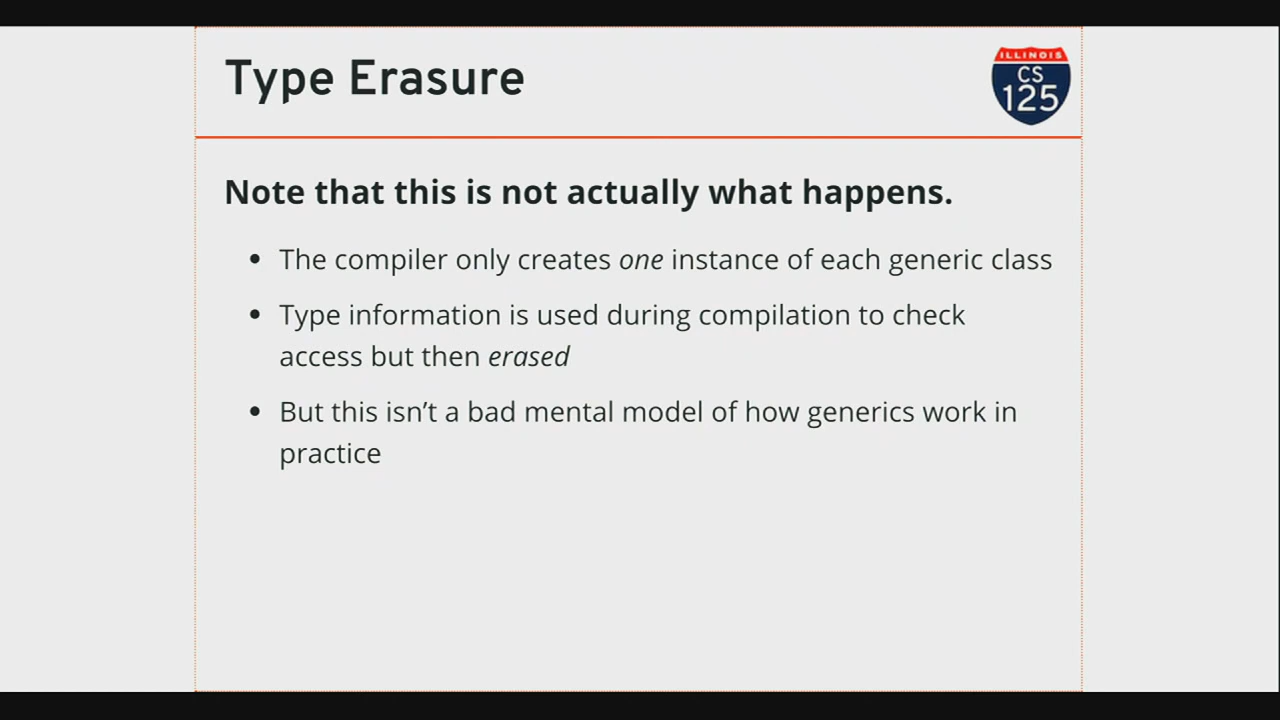 Type Erasure
ILLINOIS
CS
125
Note that this is not actually what happens.
• The compiler only creates one instance of each generic class
• Type information is used during compilation to check
access but then erased
• But this isn’t a bad mental model of how generics work in
practice